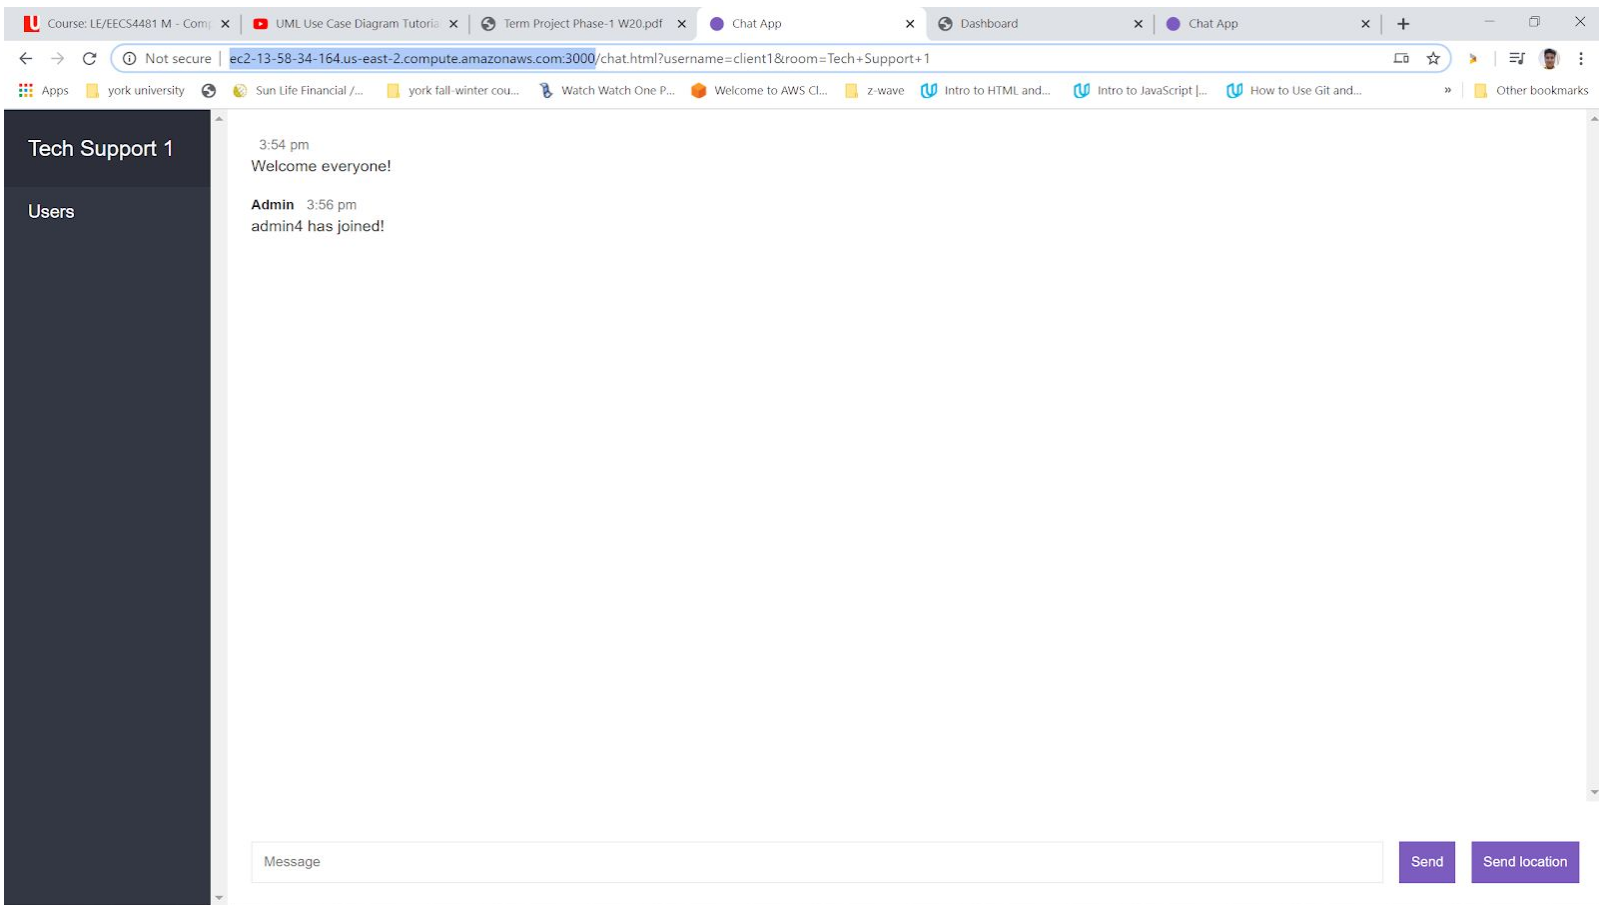 Course: LE/EECS4481 M - Comp
UML Use Case Diagram Tutoria
Term Project Phase-1 W20.pdf
Chat App
Dashboard
Chat App
Not secure
ec2-13-58-34-164.us-east-2.compute.amazonaws.com:3000/chat.html?username=client1&room=Tech+Support+1
Apps
york university
Sun Life Financial /...
york fall-winter cou...
Watch Watch One P...
Welcome to AWS Cl...
z-wave
Intro to HTML and...
Intro to JavaScript |...
How to Use Git and...
»
Other bookmarks
Tech Support 1
Users
3:54 pm
Welcome everyone!
Admin 3:56 pm
admin4 has joined!
Message
Send
Send location